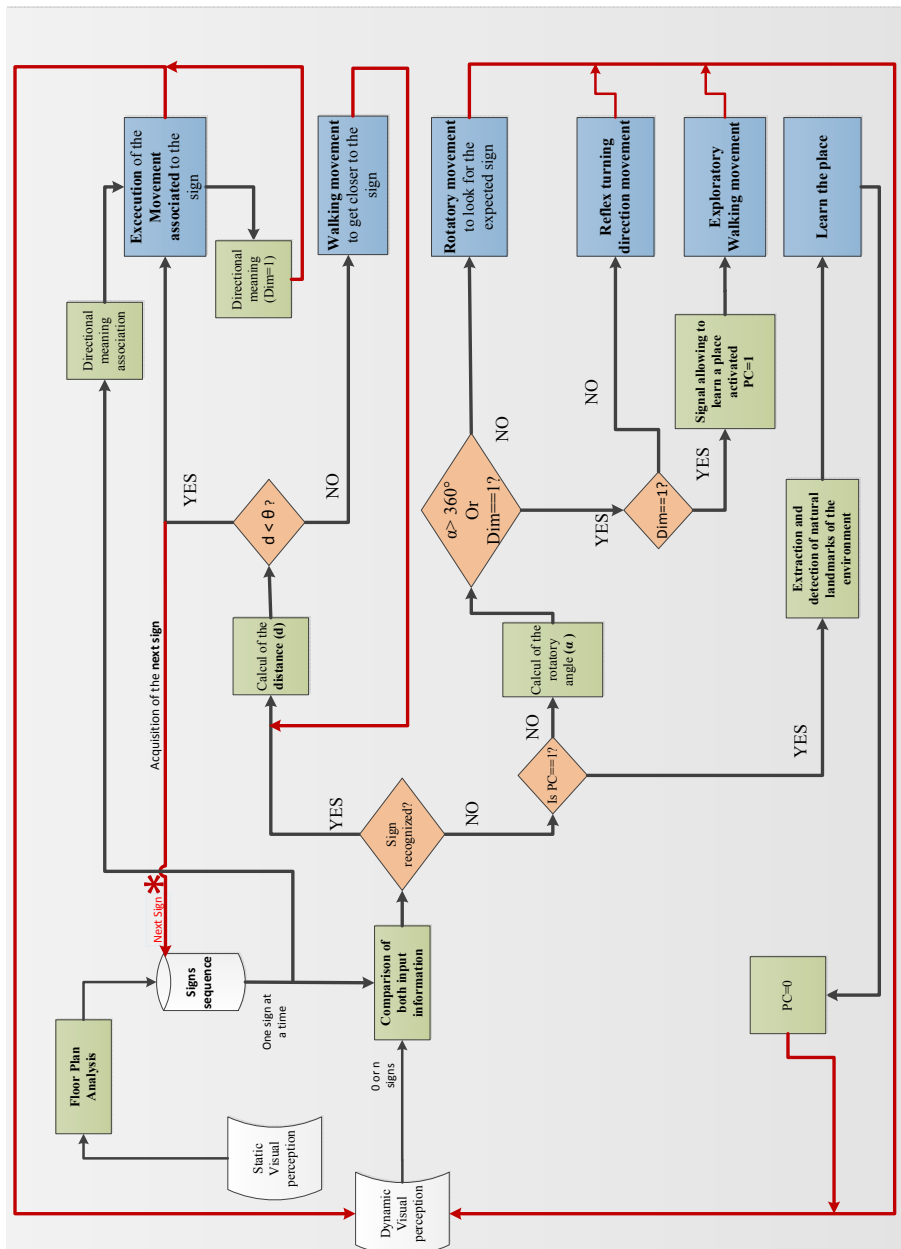 Static
Visual
perception
Floor Plan
Analysis
Signs
sequence
One sign at
a time
Next Sign
*
Acquisition of the next sign
Directional
meaning
association
Excecution of the
Movement
associated to the
sign
Directional
meaning
(Dim=1)
Dynamic
Visual
perception
0 or n
signs
Comparison of
both input
information
Sign
recognized?
YES
NO
Calcul of the
distance (d)
d < θ ?
YES
NO
Walking movement
to get closer to the
sign
Is PC==1?
NO
YES
Calcul of the
rotatory
angle (α )
α> 360°
Or
Dim==1?
NO
YES
Rotatory movement
to look for the
expected sign
Dim==1?
NO
YES
Reflex turning
direction movement
Signal allowing to
learn a place
activated
PC=1
Exploratory
Walking movement
Extraction and
detection of natural
landmarks of the
environment
Learn the place
PC=0